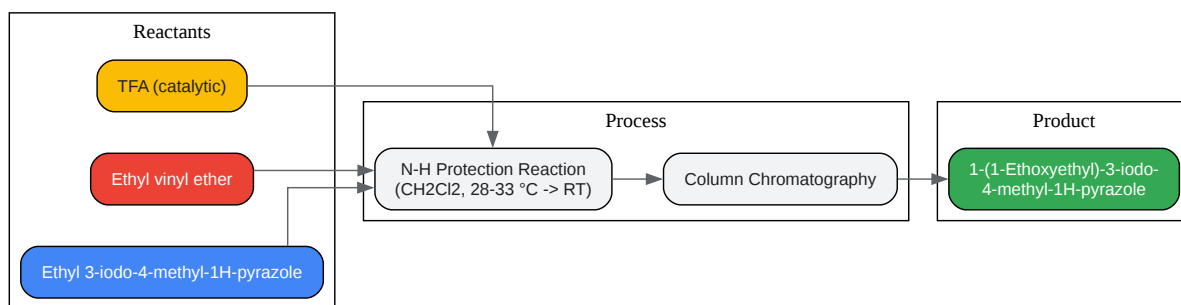 Reactants
TFA (catalytic)
Ethyl vinyl ether
Ethyl 3-iodo-4-methyl-1H-pyrazole
Process
N-H Protection Reaction
(CH2Cl2, 28-33 °C -> RT)
Column Chromatography
Product
1-(1-Ethoxyethyl)-3-iodo-
4-methyl-1H-pyrazole